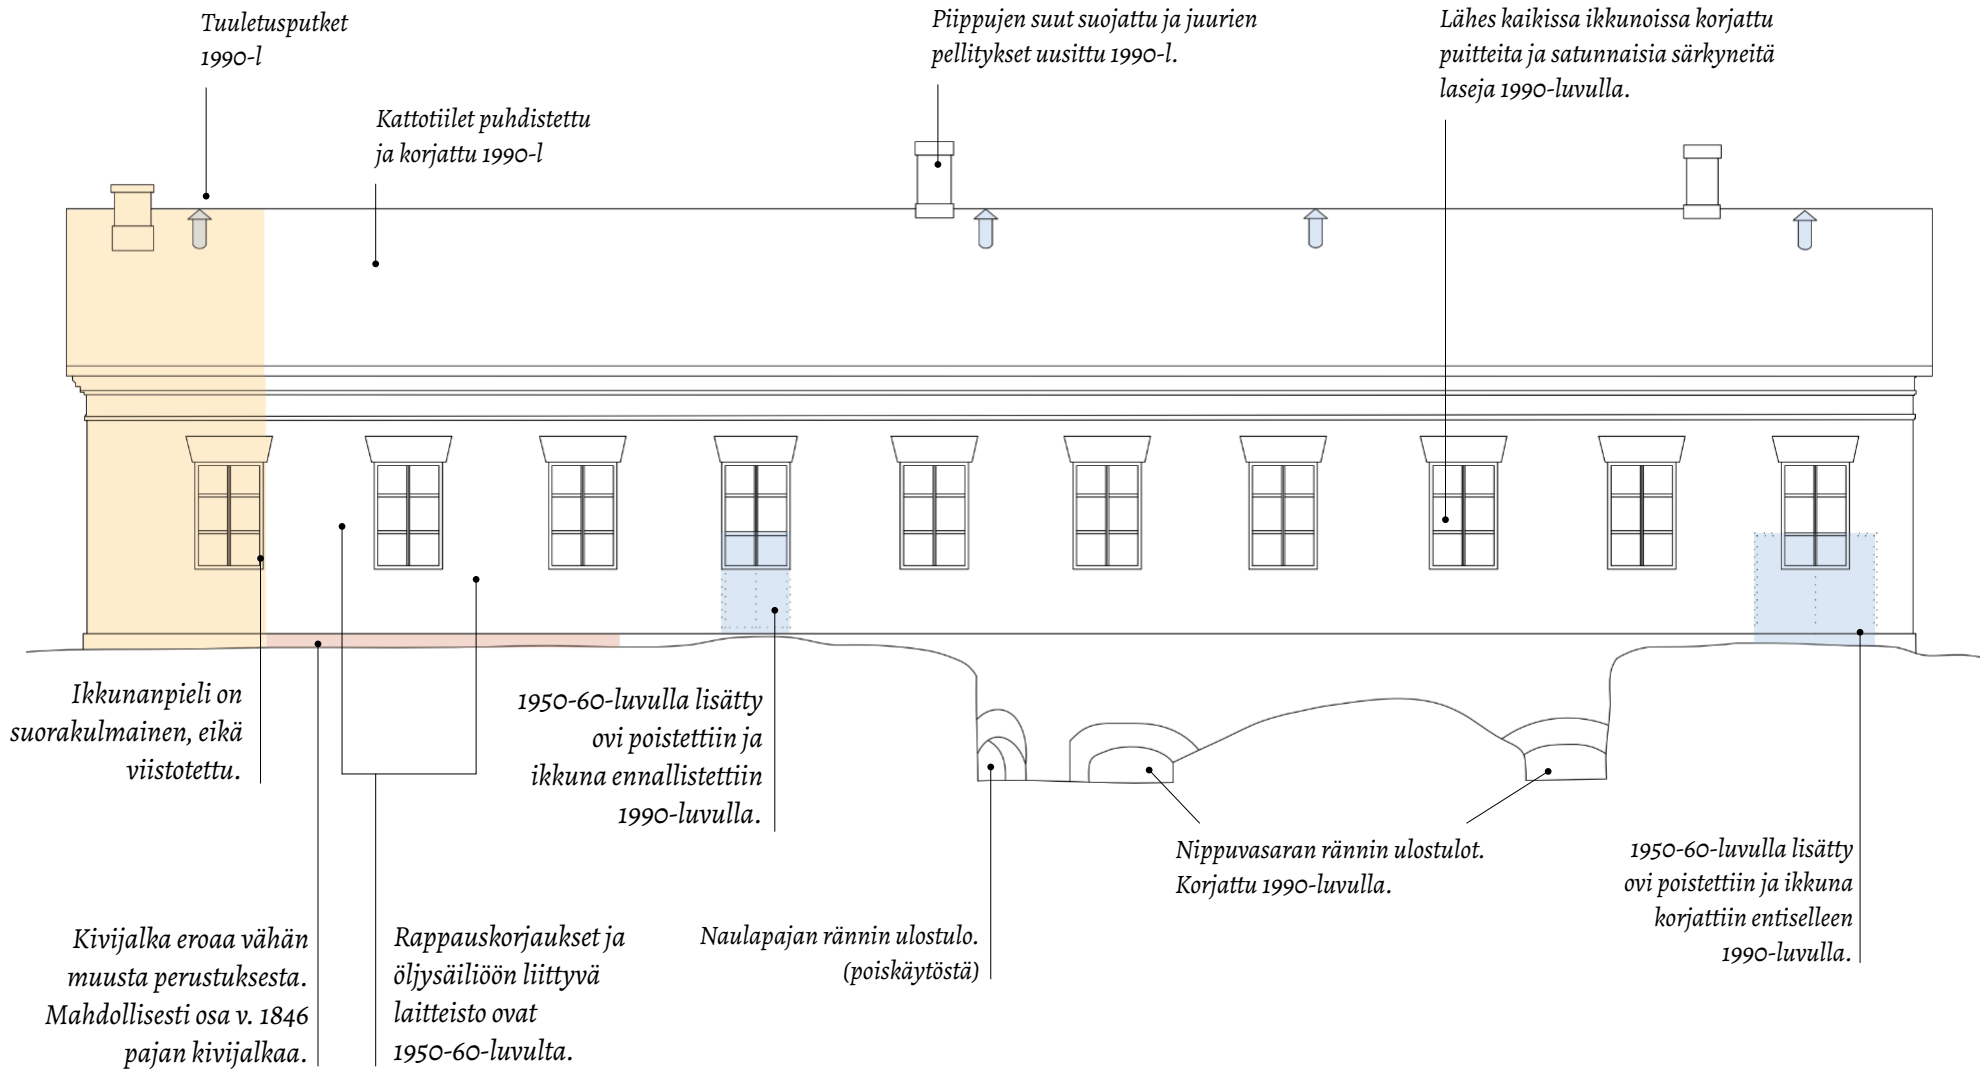 Tuuletusputket
1990-l
Piippujen suut suojattu ja juurien
pellitykset uusittu 1990-l.
Lähes kaikissa ikkunoissa korjattu
puitteita ja satunnaisia särkyneitä
laseja 1990-luvulla.
Kattotiilet puhdistettu
ja korjattu 1990-l
Ikkunanpieli on
suorakulmainen, eikä
viistotettu.
1950-60-luvulla lisätty
ovi poistettiin ja
ikkuna ennallistettiin
1990-luvulla.
Nippuvasaran rännin ulostulot.
Korjattu 1990-luvulla.
1950-60-luvulla lisätty
ovi poistettiin ja ikkuna
korjattiin entiselleen
1990-luvulla.
Kivijalka eroaa vähän
muusta perustuksesta.
Mahdollisesti osa v. 1846
pajan kivijalkaa.
Rappauskorjaukset ja
öljysäiliöön liittyvä
laitteisto ovat
1950-60-luvulta.
Naulapajan rännin ulostulo.
(poiskäytöstä)